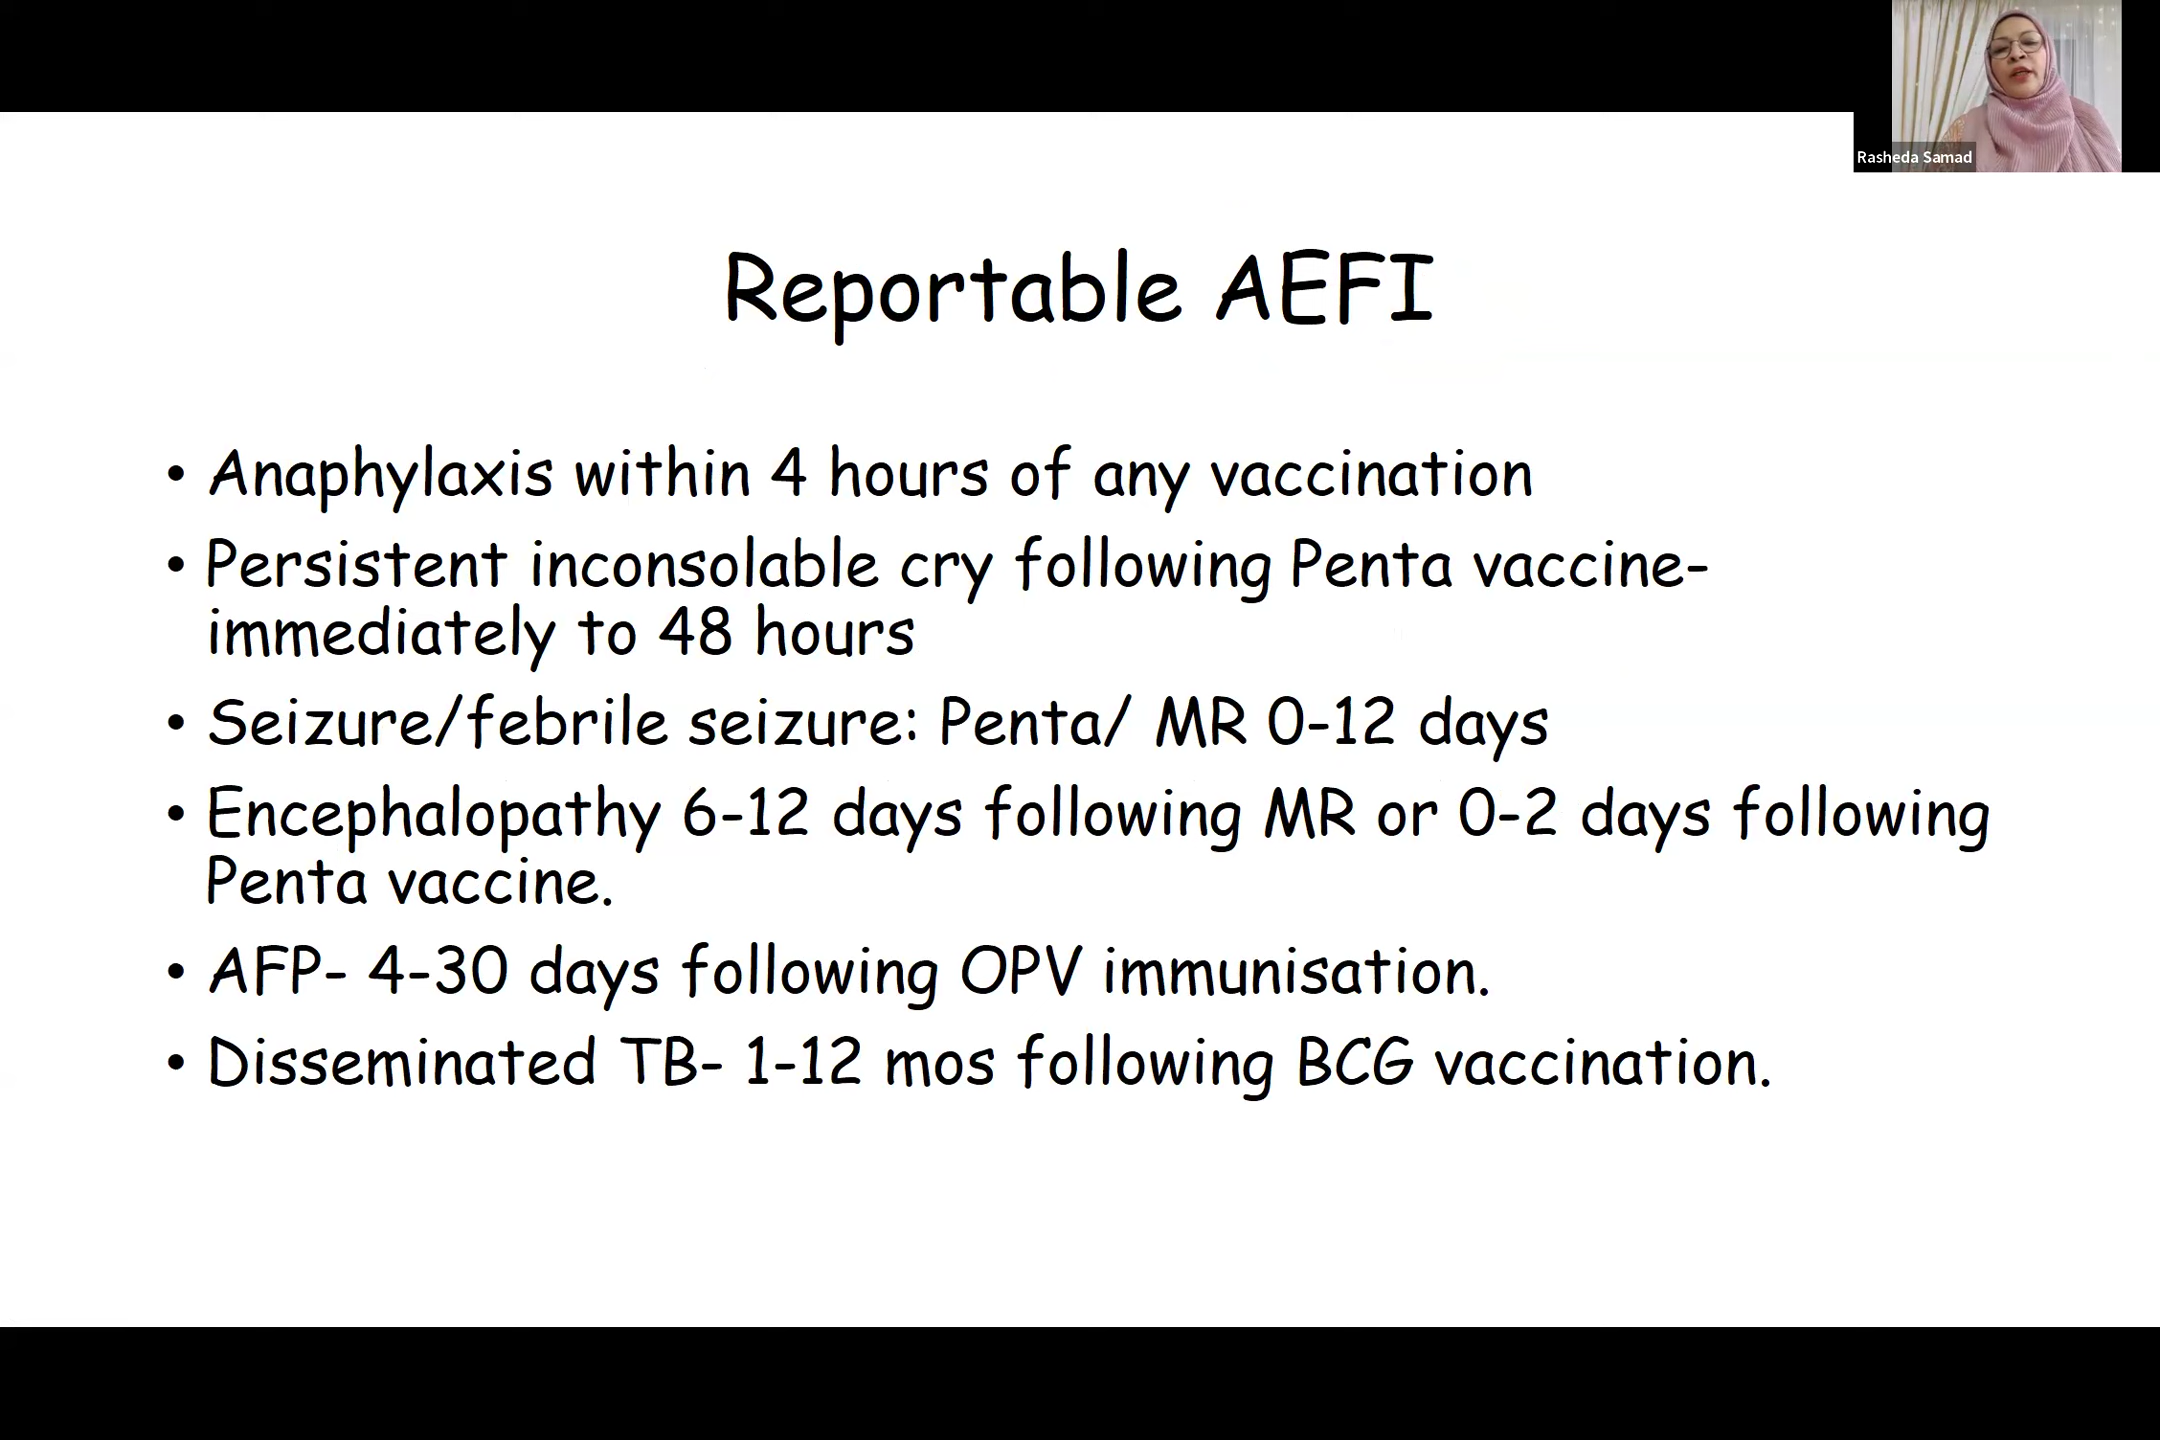 Rasheda Samad
Reportable AEFI
• Anaphylaxis within 4 hours of any vaccination
• Persistent inconsolable cry following Penta vaccine-
immediately to 48 hours
• Seizure/febrile seizure: Penta/ MR 0-12 days
• Encephalopathy 6-12 days following MR or 0-2 days following
Penta vaccine.
• AFP- 4-30 days following OPV immunisation.
• Disseminated TB- 1-12 mos following BCG vaccination.